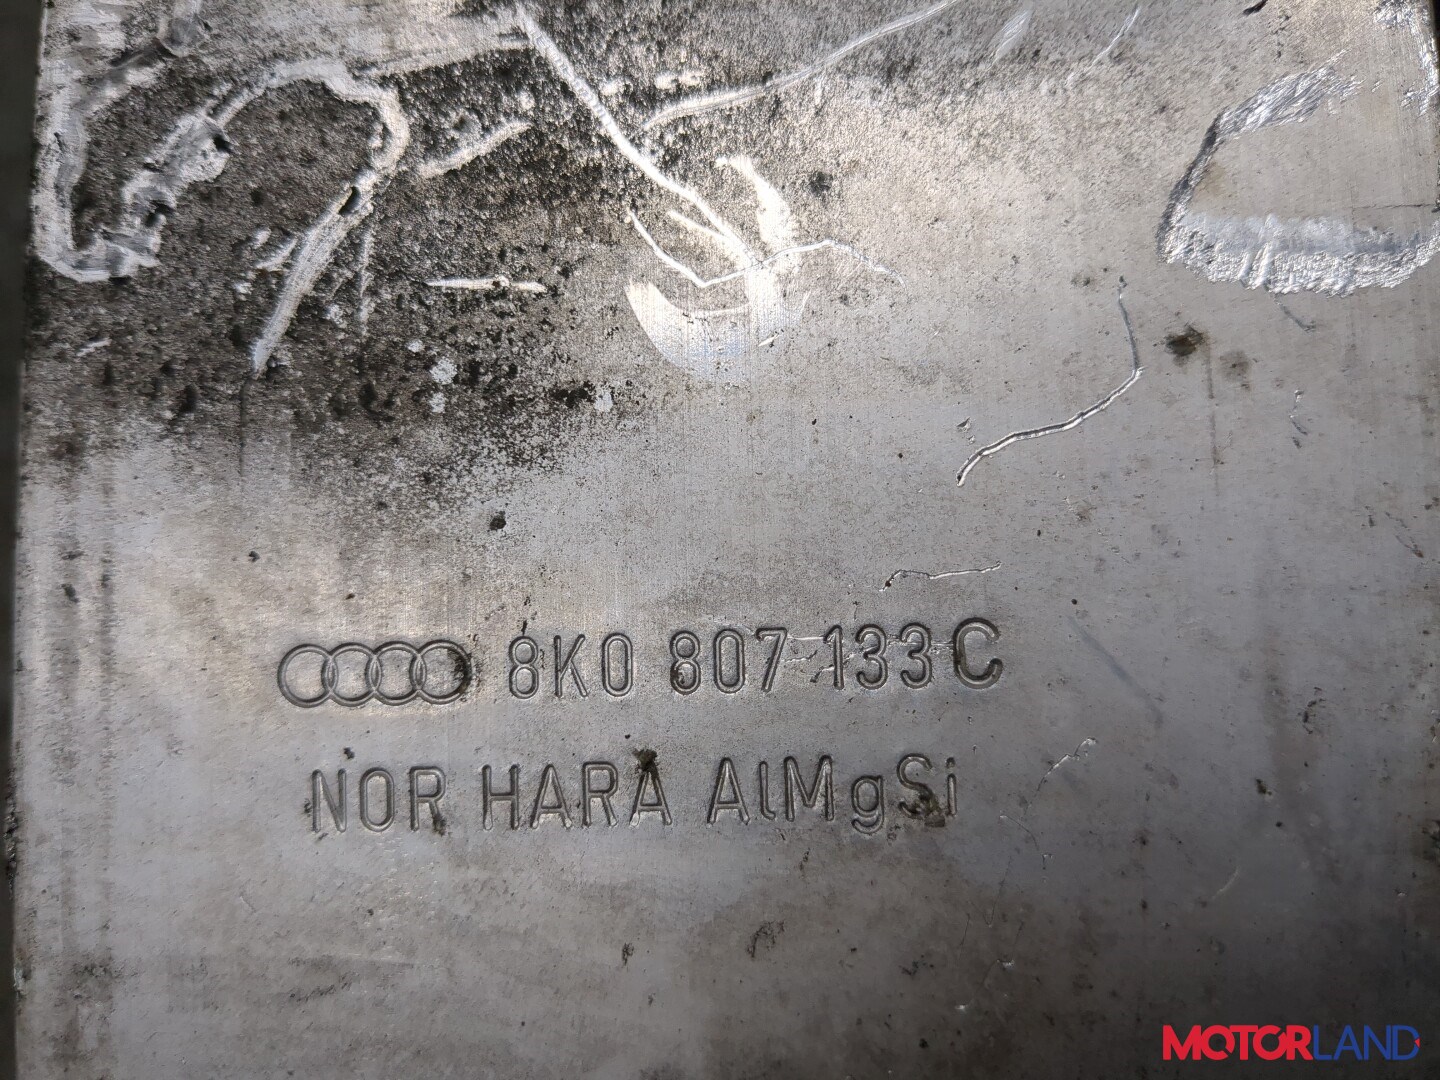 8K0 807 133 C
NOR HARA AlMgSi
MOTORLAND